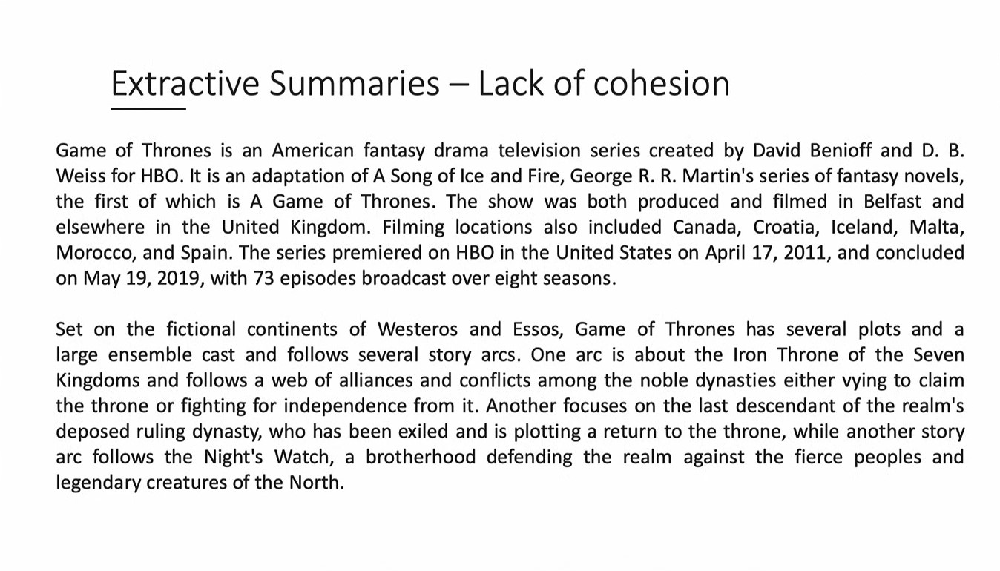 Extractive Summaries – Lack of cohesion
Game of Thrones is an American fantasy drama television series created by David Benioff and D. B.
Weiss for HBO. It is an adaptation of A Song of Ice and Fire, George R. R. Martin's series of fantasy novels,
the first of which is A Game of Thrones. The show was both produced and filmed in Belfast and
elsewhere in the United Kingdom. Filming locations also included Canada, Croatia, Iceland, Malta,
Morocco, and Spain. The series premiered on HBO in the United States on April 17, 2011, and concluded
on May 19, 2019, with 73 episodes broadcast over eight seasons.
Set on the fictional continents of Westeros and Essos, Game of Thrones has several plots and a
large ensemble cast and follows several story arcs. One arc is about the Iron Throne of the Seven
Kingdoms and follows a web of alliances and conflicts among the noble dynasties either vying to claim
the throne or fighting for independence from it. Another focuses on the last descendant of the realm's
deposed ruling dynasty, who has been exiled and is plotting a return to the throne, while another story
arc follows the Night's Watch, a brotherhood defending the realm against the fierce peoples and
legendary creatures of the North.